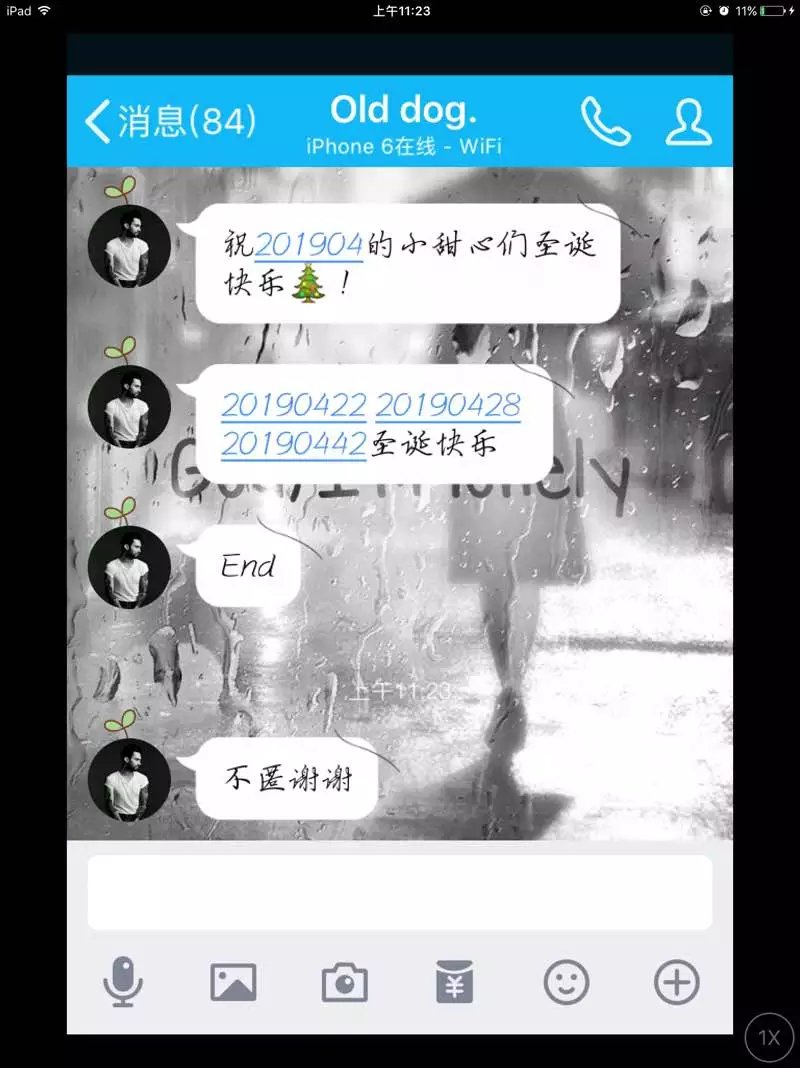 iPad
上午11:23
11%
消息(84)
Old dog.
iPhone 6在线 - WiFi
祝201904的小甜心们圣诞
快乐🎄！
20190422 20190428
20190442圣诞快乐
End
上午11:23
不匿谢谢
1X